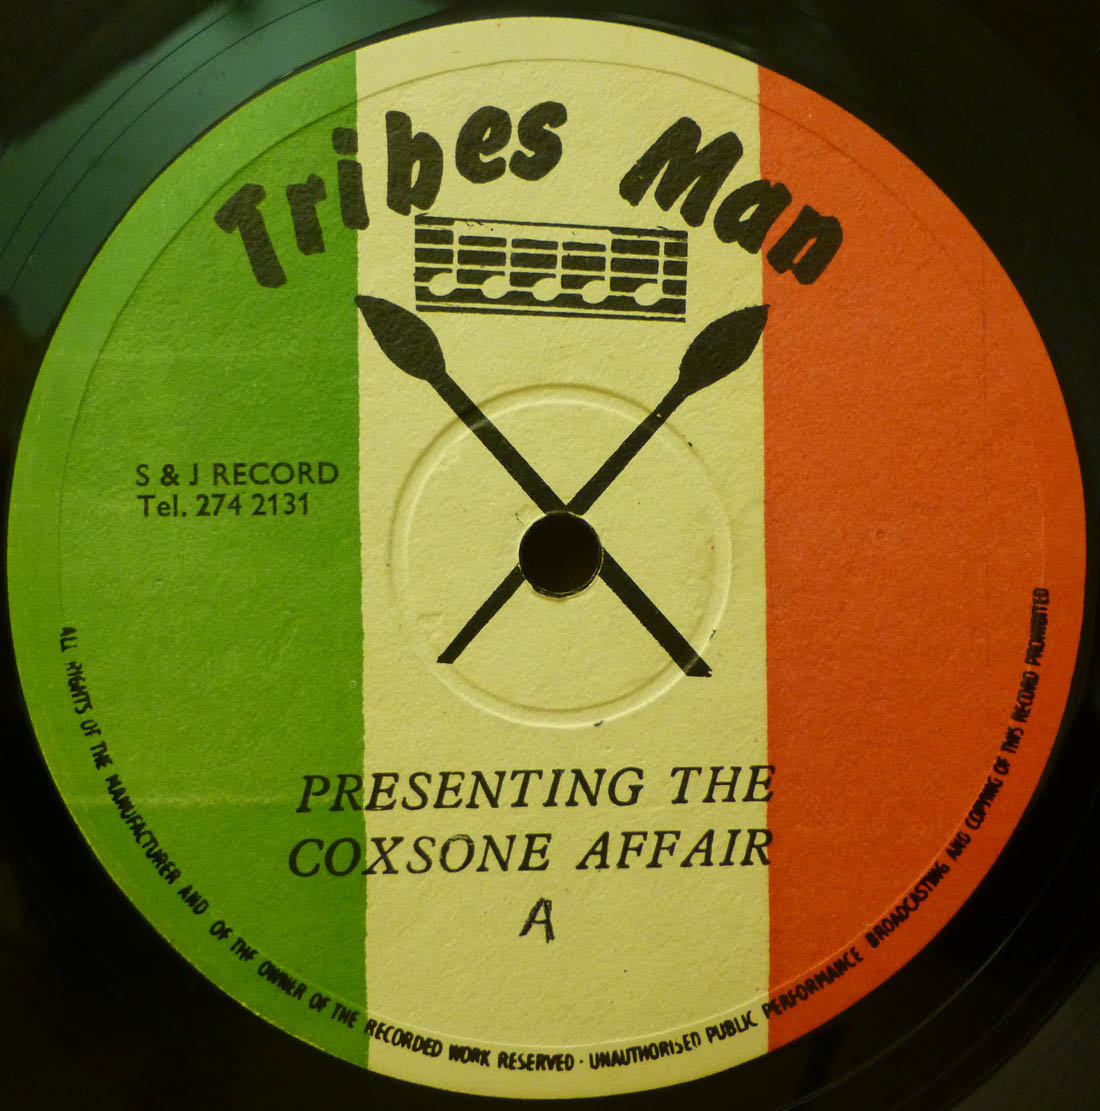 Tribes Man
S & J RECORD
Tel. 274 2131
PRESENTING THE
COXSONE AFFAIR
A
ALL RIGHTS OF THE MANUFACTURER AND OF THE OWNER OF THE RECORDED WORK RESERVED · UNAUTHORISED PUBLIC PERFORMANCE BROADCASTING AND COPYING OF THIS RECORD PROHIBITED